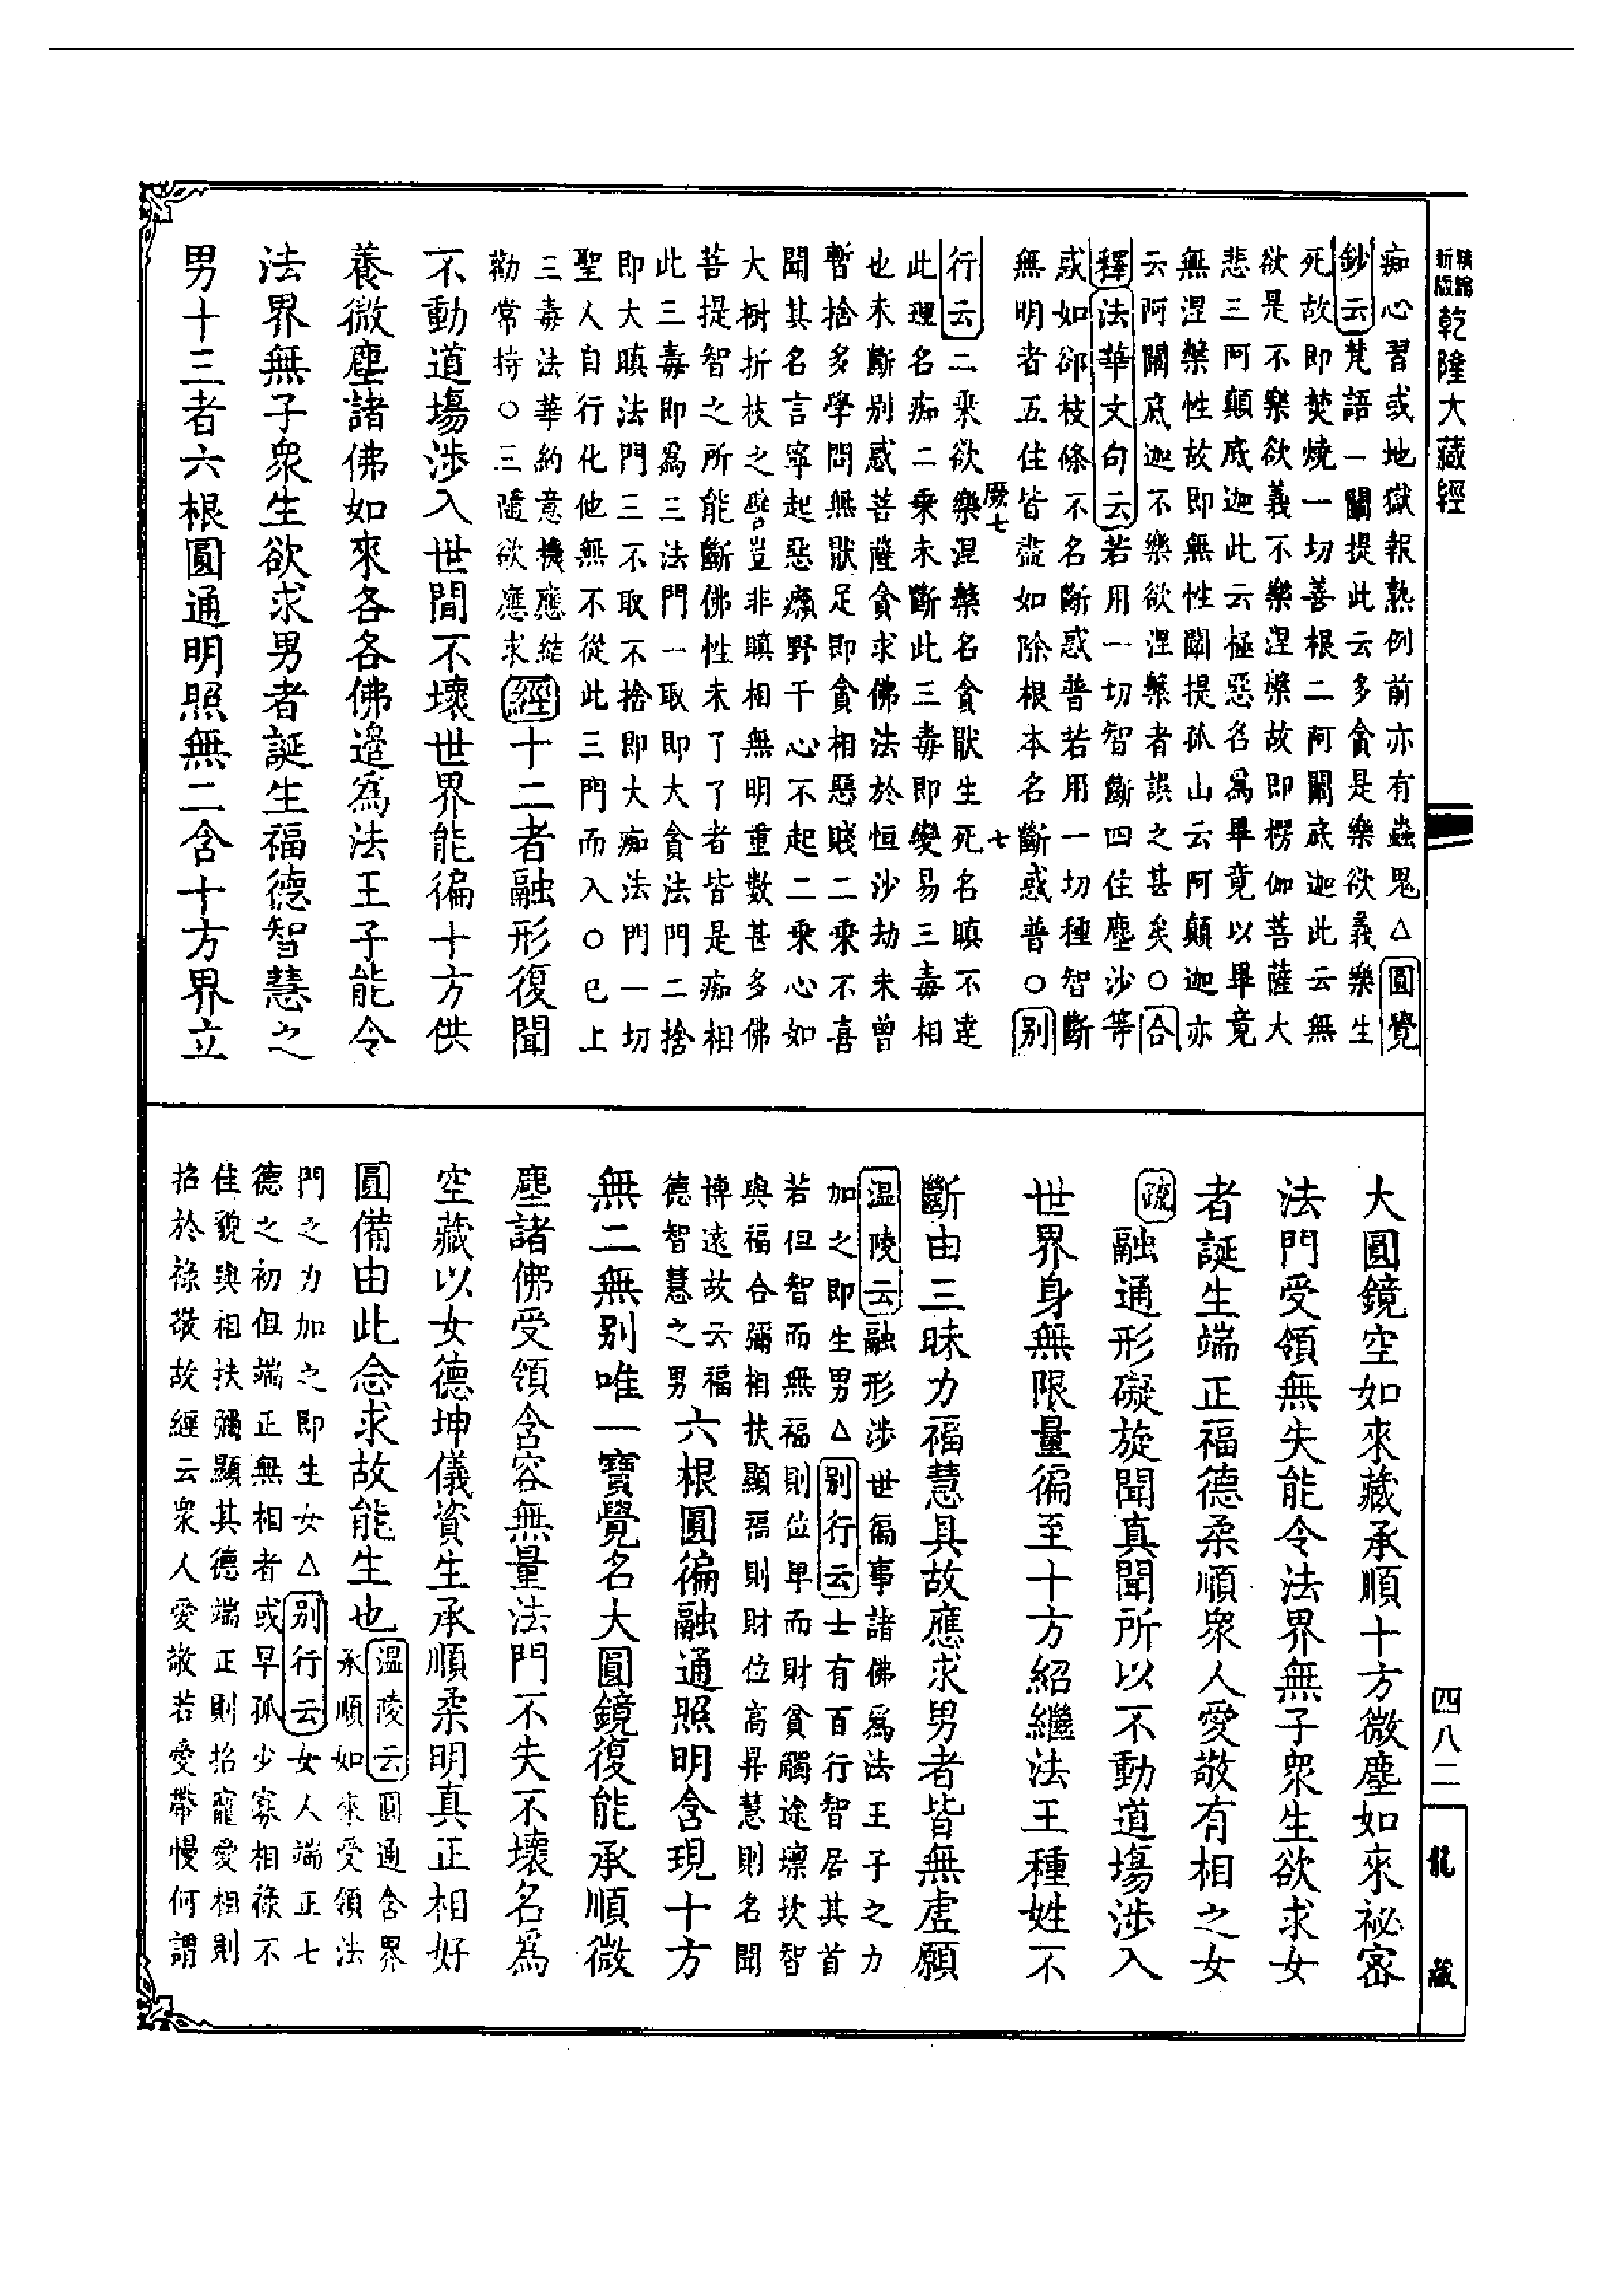 新版精縮乾隆大藏經
癡心習或地獄報熟例前亦有蟲鬼△圓覺
鈔云梵語一闡提此云多貪是樂欲義樂生
死故即焚燒一切善根二阿闡底迦此云無
欲是不樂欲義不樂涅槃故即楞伽菩薩大
悲三阿顛底迦此云極惡名爲畢竟以畢竟
無涅槃性故即無性闡提孤山云阿顛迦亦
云阿闡底迦不樂欲涅槃者誤之甚矣○合
釋法華文句云若用一切智斷四住塵沙等
惑如郤枝條不名斷惑普若用一切種智斷
無明者五住皆盡如除根本名斷惑普○别
厥七
七
行云二乘欲樂涅槃名貪厭生死名瞋不達
此理名痴二乘未斷此三毒即變易三毒相
也未斷别惑菩薩貪求佛法於恒沙劫未曾
暫捨多學問無厭足即貪相惡賤二乘不喜
聞其名言寧起惡癩野干心不起二乘心如
大樹折枝之譬豈非瞋相無明重數甚多佛
菩提智之所能斷佛性未了了者皆是痴相
此三毒即爲三法門一取即大貪法門二捨
即大瞋法門三不取不捨即大痴法門一切
聖人自行化他無不從此三門而入○已上
三毒法華約意機應結
勸常持○三隨欲應求
經十二者融形復聞
不動道場涉入世間不壞世界能徧十方供
養微塵諸佛如來各各佛邊爲法王子能令
法界無子衆生欲求男者誕生福德智慧之
男十三者六根圓通明照無二含十方界立
大圓鏡空如來藏承順十方微塵如來祕密
法門受領無失能令法界無子衆生欲求女
者誕生端正福德柔順衆人愛敬有相之女
疏融通形礙旋聞真聞所以不動道場涉入
世界身無限量徧至十方紹繼法王種姓不
斷由三昧力福慧具故應求男者皆無虚願
温陵云融形涉世徧事諸佛爲法王子之力
加之即生男△别行云士有百行智居其首
若但智而無福則位卑而財貧觸途壈坎智
與福合彌相扶顯福則財位高昇慧則名聞
博遠故云福
德智慧之男
六根圓徧融通照明含現十方
無二無别唯一寶覺名大圓鏡復能承順微
塵諸佛受領含容無量法門不失不壞名爲
空藏以女德坤儀資生承順柔明真正相好
圓備由此念求故能生也
温陵云圓通含界
承順如來受領法
門之力加之即生女△别行云女人端正七
德之初但端正無相者或早孤少寡相祿不
佳貌與相扶彌顯其德端正則招寵愛相則
招於祿敬故經云衆人愛敬若愛帶慢何謂
四八二
龍藏